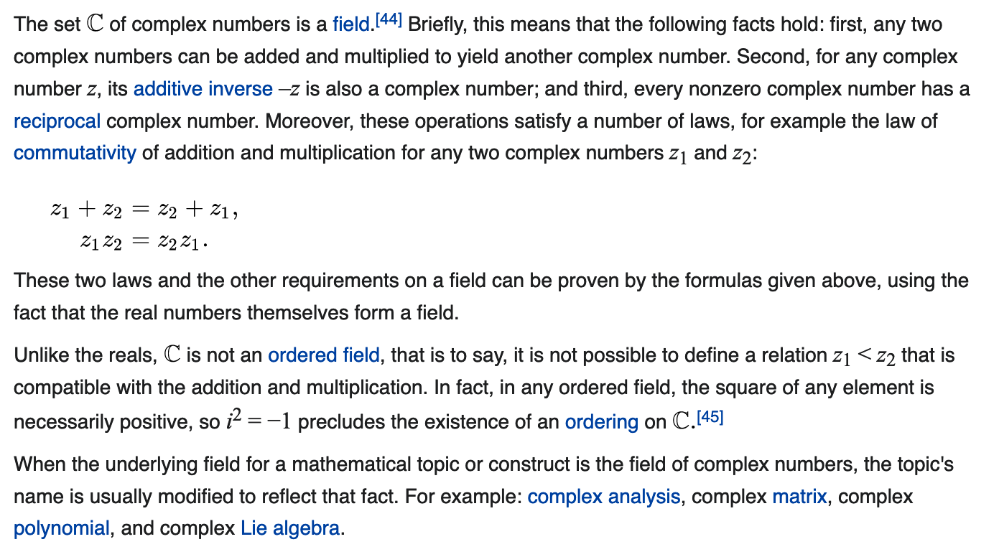 The set ℂ of complex numbers is a field.[44] Briefly, this means that the following facts hold: first, any two
complex numbers can be added and multiplied to yield another complex number. Second, for any complex
number z, its additive inverse −z is also a complex number; and third, every nonzero complex number has a
reciprocal complex number. Moreover, these operations satisfy a number of laws, for example the law of
commutativity of addition and multiplication for any two complex numbers z₁ and z₂:
z₁ + z₂ = z₂ + z₁,
z₁z₂ = z₂z₁.
These two laws and the other requirements on a field can be proven by the formulas given above, using the
fact that the real numbers themselves form a field.
Unlike the reals, ℂ is not an ordered field, that is to say, it is not possible to define a relation z₁ < z₂ that is
compatible with the addition and multiplication. In fact, in any ordered field, the square of any element is
necessarily positive, so i² = −1 precludes the existence of an ordering on ℂ.[45]
When the underlying field for a mathematical topic or construct is the field of complex numbers, the topic's
name is usually modified to reflect that fact. For example: complex analysis, complex matrix, complex
polynomial, and complex Lie algebra.